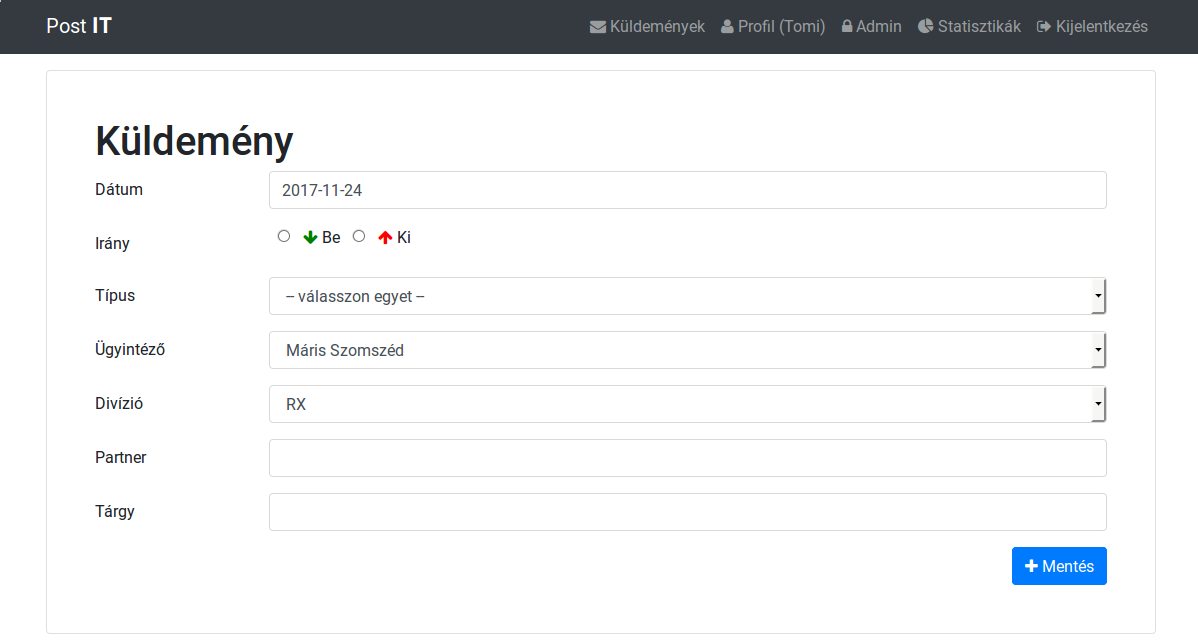 Post IT
Küldemények Profil (Tomi) Admin Statisztikák Kijelentkezés
Küldemény
Dátum 2017-11-24
Irány Be Ki
Típus -- válasszon egyet --
Ügyintéző Máris Szomszéd
Divízió RX
Partner
Tárgy
Mentés